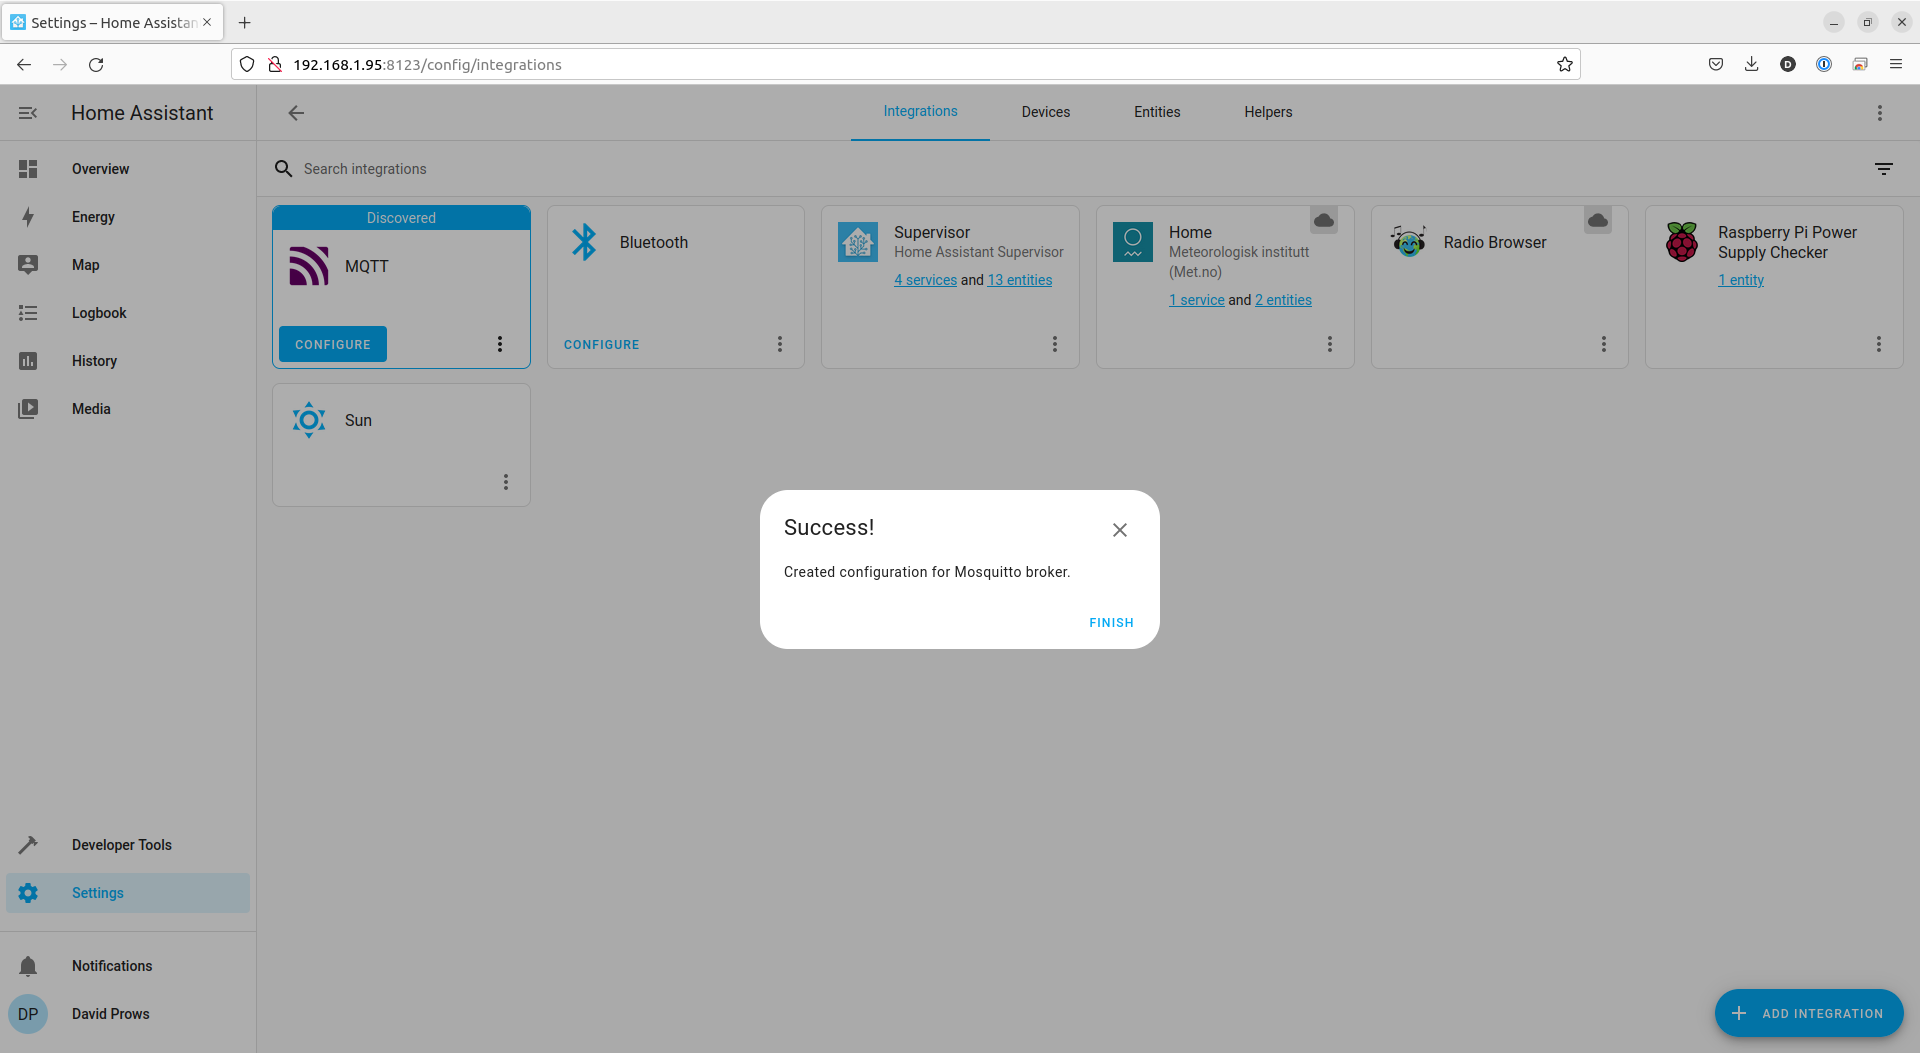 Settings – Home Assistan
192.168.1.95:8123/config/integrations
Home Assistant
Integrations
Devices
Entities
Helpers
Search integrations
Overview
Energy
Map
Logbook
History
Media
Developer Tools
Settings
Notifications
DP
David Prows
Discovered
MQTT
CONFIGURE
Bluetooth
CONFIGURE
Supervisor
Home Assistant Supervisor
4 services and 13 entities
Home
Meteorologisk institutt
(Met.no)
1 service and 2 entities
Radio Browser
Raspberry Pi Power
Supply Checker
1 entity
Sun
Success!
Created configuration for Mosquitto broker.
FINISH
ADD INTEGRATION
D